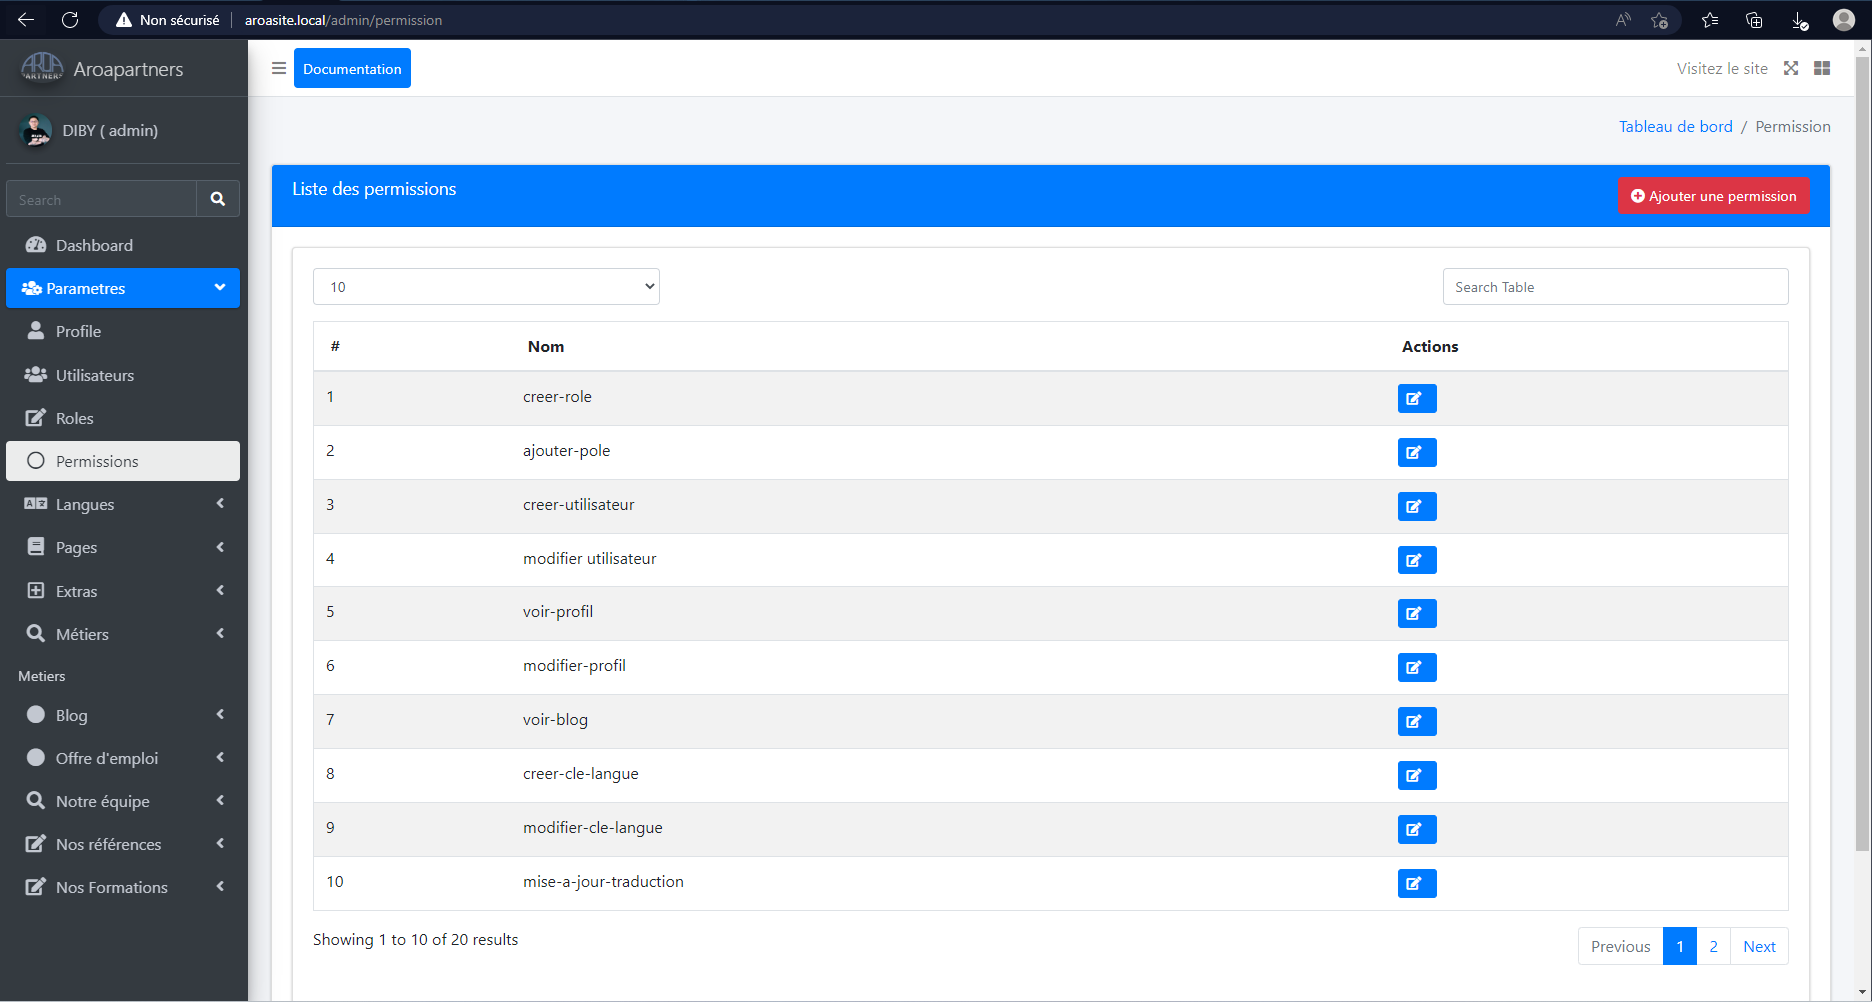 Non sécurisé
aroasite.local/admin/permission
AROA
PARTNERS
Aroapartners
Documentation
Visitez le site
DIBY ( admin)
Tableau de bord / Permission
Search
Dashboard
Parametres
Profile
Utilisateurs
Roles
Permissions
Langues
Pages
Extras
Métiers
Metiers
Blog
Offre d'emploi
Notre équipe
Nos références
Nos Formations
Liste des permissions
Ajouter une permission
10
Search Table
# Nom Actions
1 creer-role
2 ajouter-pole
3 creer-utilisateur
4 modifier utilisateur
5 voir-profil
6 modifier-profil
7 voir-blog
8 creer-cle-langue
9 modifier-cle-langue
10 mise-a-jour-traduction
Showing 1 to 10 of 20 results
Previous 1 2 Next